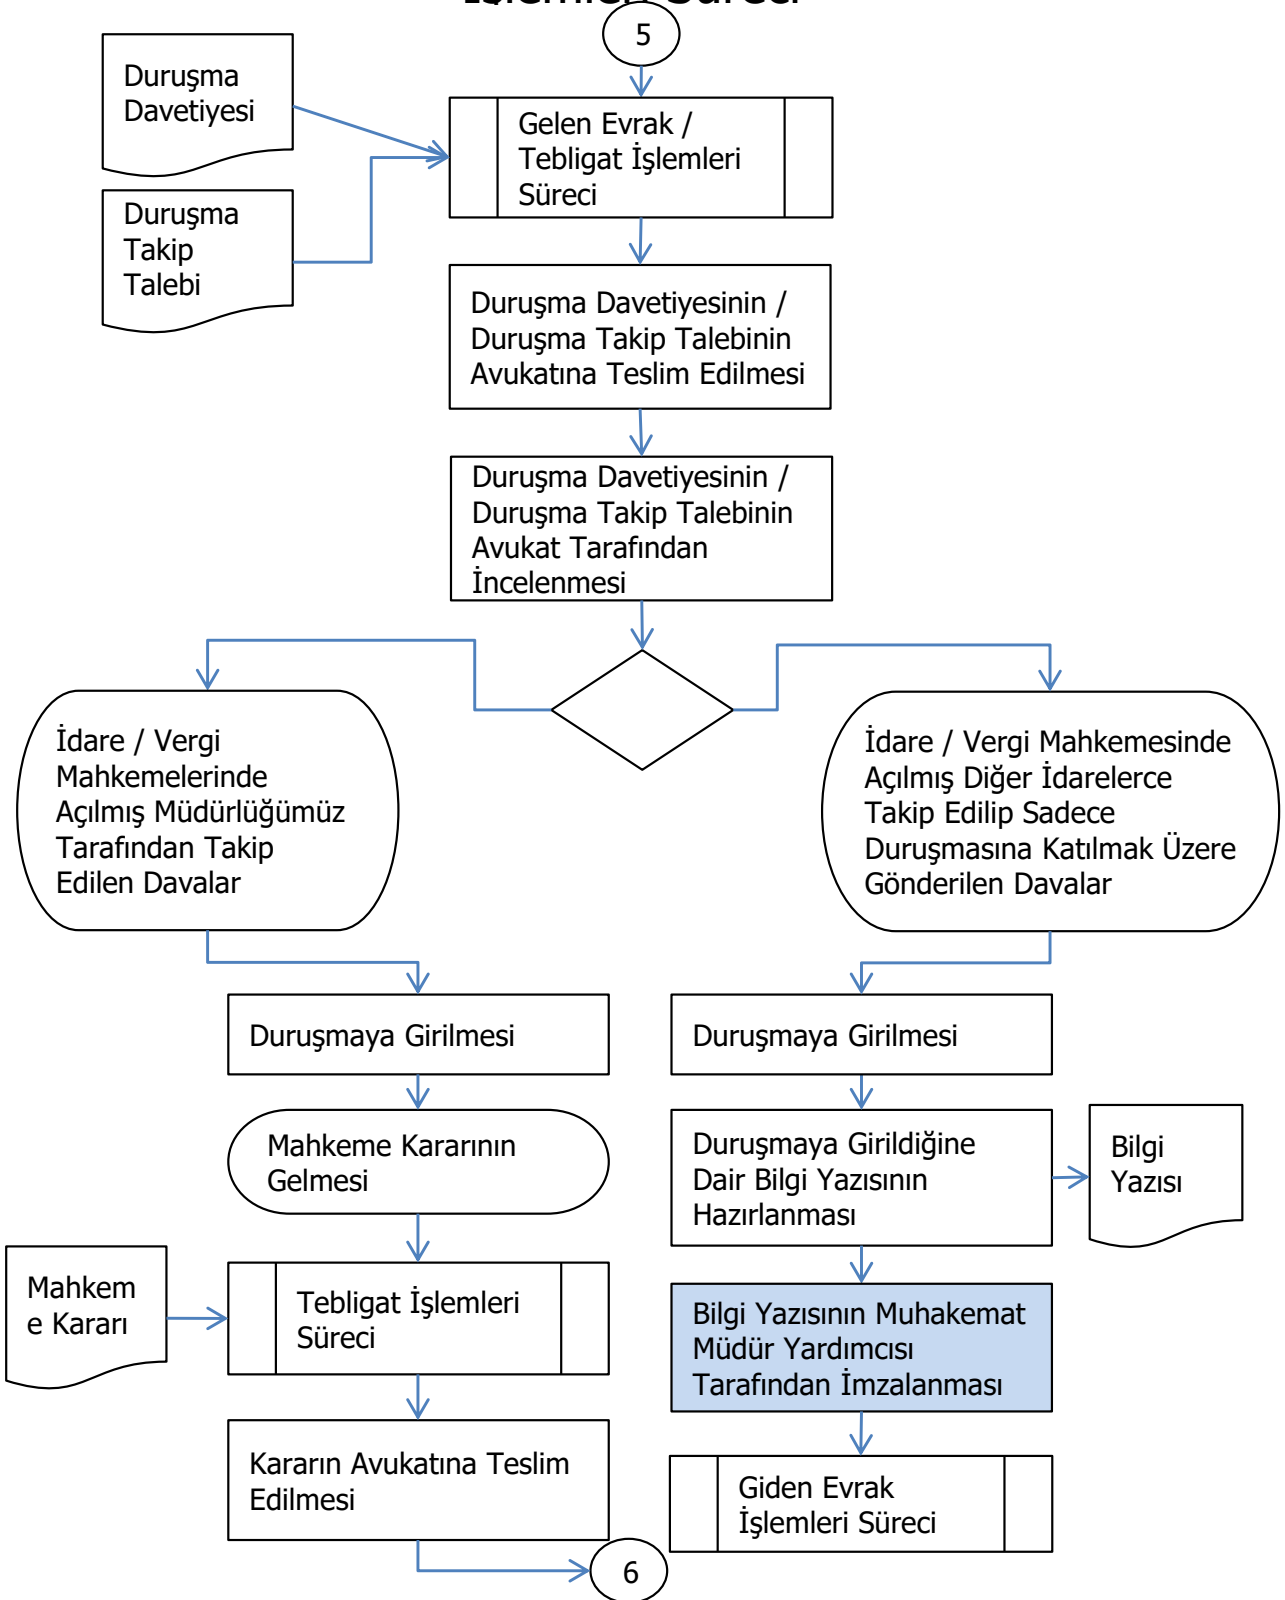 İşlemleri Süreci
5
Duruşma
Davetiyesi
Gelen Evrak /
Tebligat İşlemleri
Süreci
Duruşma
Takip
Talebi
Duruşma Davetiyesinin /
Duruşma Takip Talebinin
Avukatına Teslim Edilmesi
Duruşma Davetiyesinin /
Duruşma Takip Talebinin
Avukat Tarafından
İncelenmesi
İdare / Vergi
Mahkemelerinde
Açılmış Müdürlüğümüz
Tarafından Takip
Edilen Davalar
İdare / Vergi Mahkemesinde
Açılmış Diğer İdarelerce
Takip Edilip Sadece
Duruşmasına Katılmak Üzere
Gönderilen Davalar
Duruşmaya Girilmesi
Duruşmaya Girilmesi
Mahkeme Kararının
Gelmesi
Duruşmaya Girildiğine
Dair Bilgi Yazısının
Hazırlanması
Bilgi
Yazısı
Mahkem
e Kararı
Tebligat İşlemleri
Süreci
Bilgi Yazısının Muhakemat
Müdür Yardımcısı
Tarafından İmzalanması
Kararın Avukatına Teslim
Edilmesi
Giden Evrak
İşlemleri Süreci
6